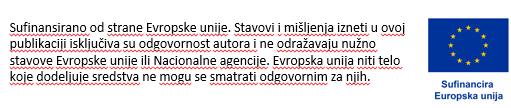 Sufinansirano od strane Evropske unije. Stavovi i mišljenja izneti u ovoj
publikaciji isključiva su odgovornost autora i ne odražavaju nužno
stavove Evropske unije ili Nacionalne agencije. Evropska unija niti telo
koje dodeljuje sredstva ne mogu se smatrati odgovornim za njih.
Sufinancira
Europska unija